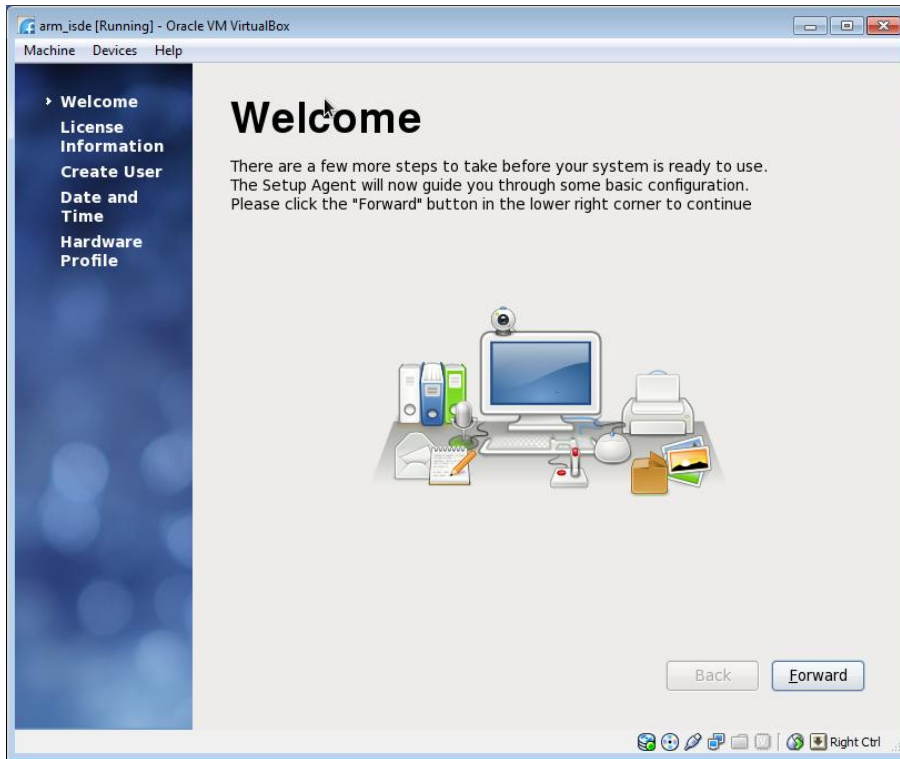 arm_isde [Running] - Oracle VM VirtualBox
Machine Devices Help
Welcome
License
Information
Create User
Date and
Time
Hardware
Profile
Welcome
There are a few more steps to take before your system is ready to use.
The Setup Agent will now guide you through some basic configuration.
Please click the "Forward" button in the lower right corner to continue
Back
Forward
Right Ctrl